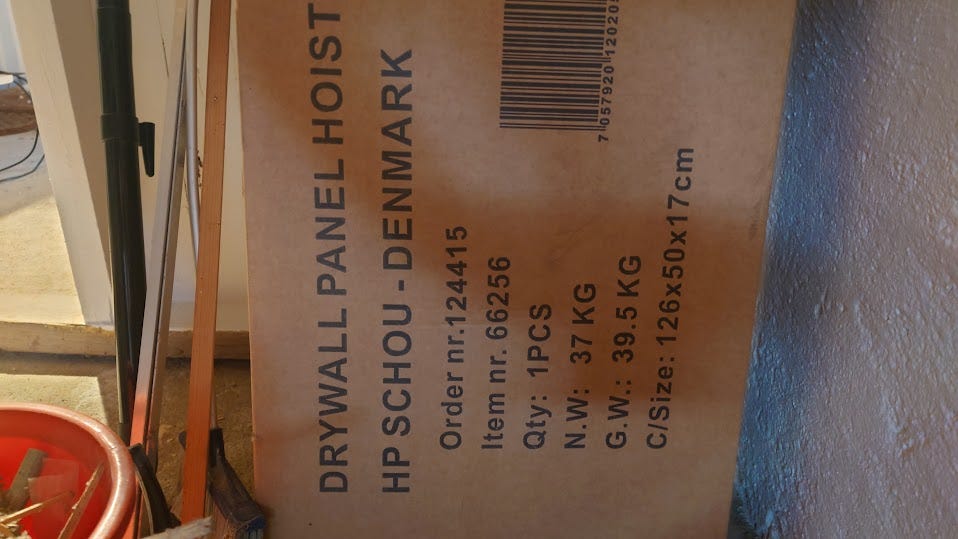 DRYWALL PANEL HOIST
HP SCHOU - DENMARK
Order nr.124415
Item nr. 66256
Qty: 1PCS
N.W: 37 KG
G.W.: 39.5 KG
C/Size: 126x50x17cm